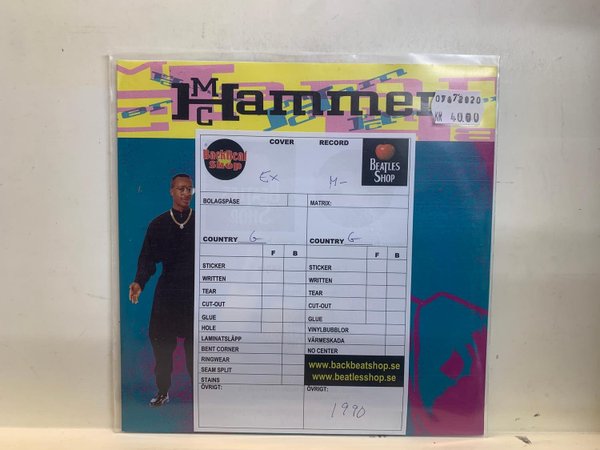 MC Hammer
07672020
KR 40.00
COVER RECORD
BackBeat Shop
BEATLES SHOP
Ex M-
BOLAGSPÅSE MATRIX:
COUNTRY G COUNTRY G
F B F B
STICKER STICKER
WRITTEN WRITTEN
TEAR TEAR
CUT-OUT CUT-OUT
GLUE GLUE
HOLE VINYLBUBBLOR
LAMINATSLÄPP VÄRMESKADA
BENT CORNER NO CENTER
RINGWEAR www.backbeatshop.se
SEAM SPLIT www.beatlesshop.se
STAINS
ÖVRIGT: ÖVRIGT:
1990